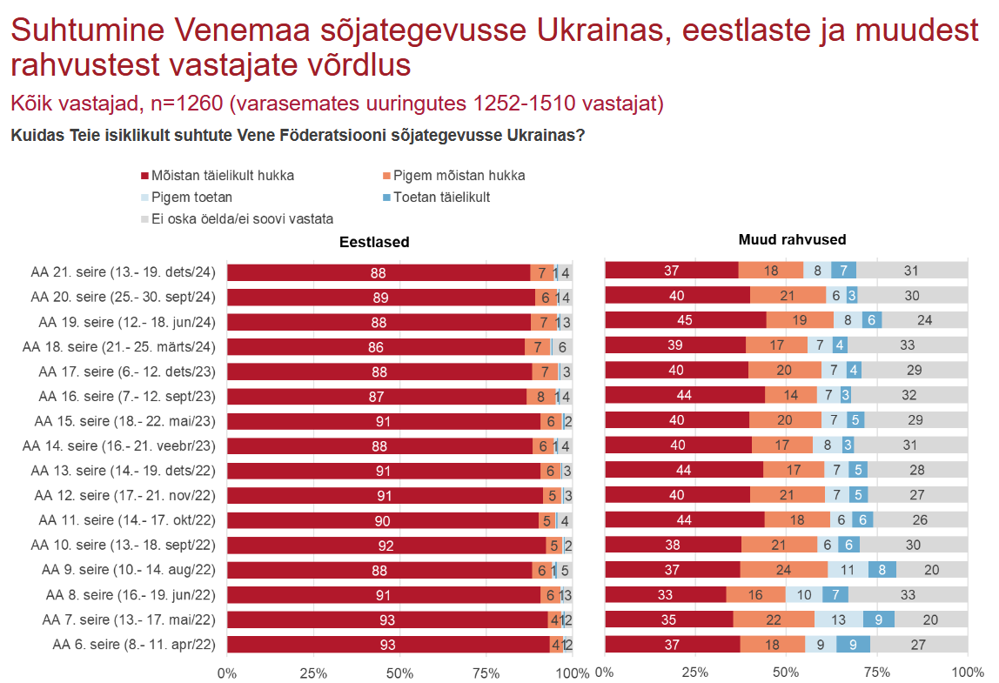 Suhtumine Venemaa sõjategevusse Ukrainas, eestlaste ja muudest
rahvustest vastajate võrdlus
Kõik vastajad, n=1260 (varasemates uuringutes 1252-1510 vastajat)
Kuidas Teie isiklikult suhtute Vene Föderatsiooni sõjategevusse Ukrainas?
Mõistan täielikult hukka Pigem mõistan hukka
Pigem toetan Toetan täielikult
Ei oska öelda/ei soovi vastata
Eestlased Muud rahvused
AA 21. seire (13.- 19. dets/24) 88 7 1 4 37 18 8 7 31
AA 20. seire (25.- 30. sept/24) 89 6 1 4 40 21 6 3 30
AA 19. seire (12.- 18. jun/24) 88 7 1 3 45 19 8 6 24
AA 18. seire (21.- 25. märts/24) 86 7 6 39 17 7 4 33
AA 17. seire (6.- 12. dets/23) 88 7 3 40 20 7 4 29
AA 16. seire (7.- 12. sept/23) 87 8 1 4 44 14 7 3 32
AA 15. seire (18.- 22. mai/23) 91 6 2 40 20 7 5 29
AA 14. seire (16.- 21. veebr/23) 88 6 1 4 40 17 8 3 31
AA 13. seire (14.- 19. dets/22) 91 6 3 44 17 7 5 28
AA 12. seire (17.- 21. nov/22) 91 5 3 40 21 7 5 27
AA 11. seire (14.- 17. okt/22) 90 5 4 44 18 6 6 26
AA 10. seire (13.- 18. sept/22) 92 5 2 38 21 6 6 30
AA 9. seire (10.- 14. aug/22) 88 6 1 5 37 24 11 8 20
AA 8. seire (16.- 19. jun/22) 91 6 1 3 33 16 10 7 33
AA 7. seire (13.- 17. mai/22) 93 4 1 2 35 22 13 9 20
AA 6. seire (8.- 11. apr/22) 93 4 1 2 37 18 9 9 27
0% 25% 50% 75% 100% 0% 25% 50% 75% 100%